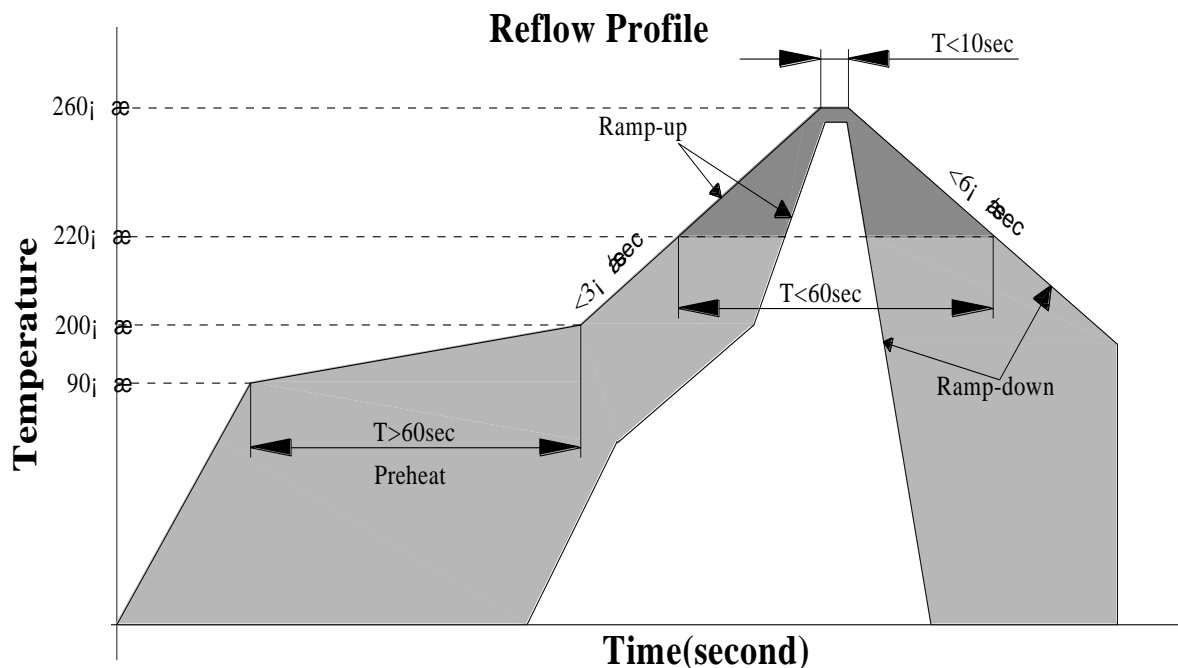 Reflow Profile
T<10sec
260¡ æ
Ramp-up
<6¡ æ/sec
220¡ æ
<3¡ æ/sec
T<60sec
200¡ æ
90¡ æ
Ramp-down
T>60sec
Preheat
Temperature
Time(second)